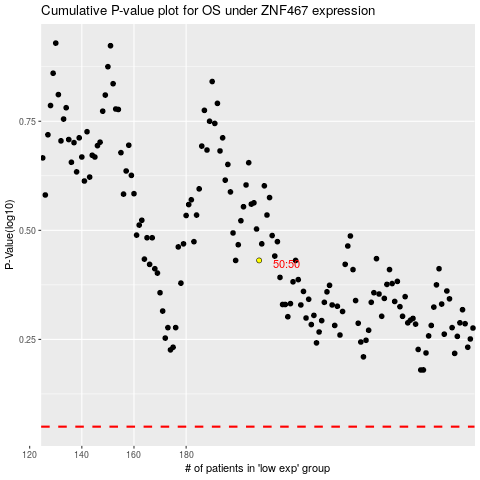 Cumulative P-value plot for OS under ZNF467 expression
P-Value(log10)
0.75
0.50
0.25
50:50
120 140 160 180
# of patients in 'low exp' group